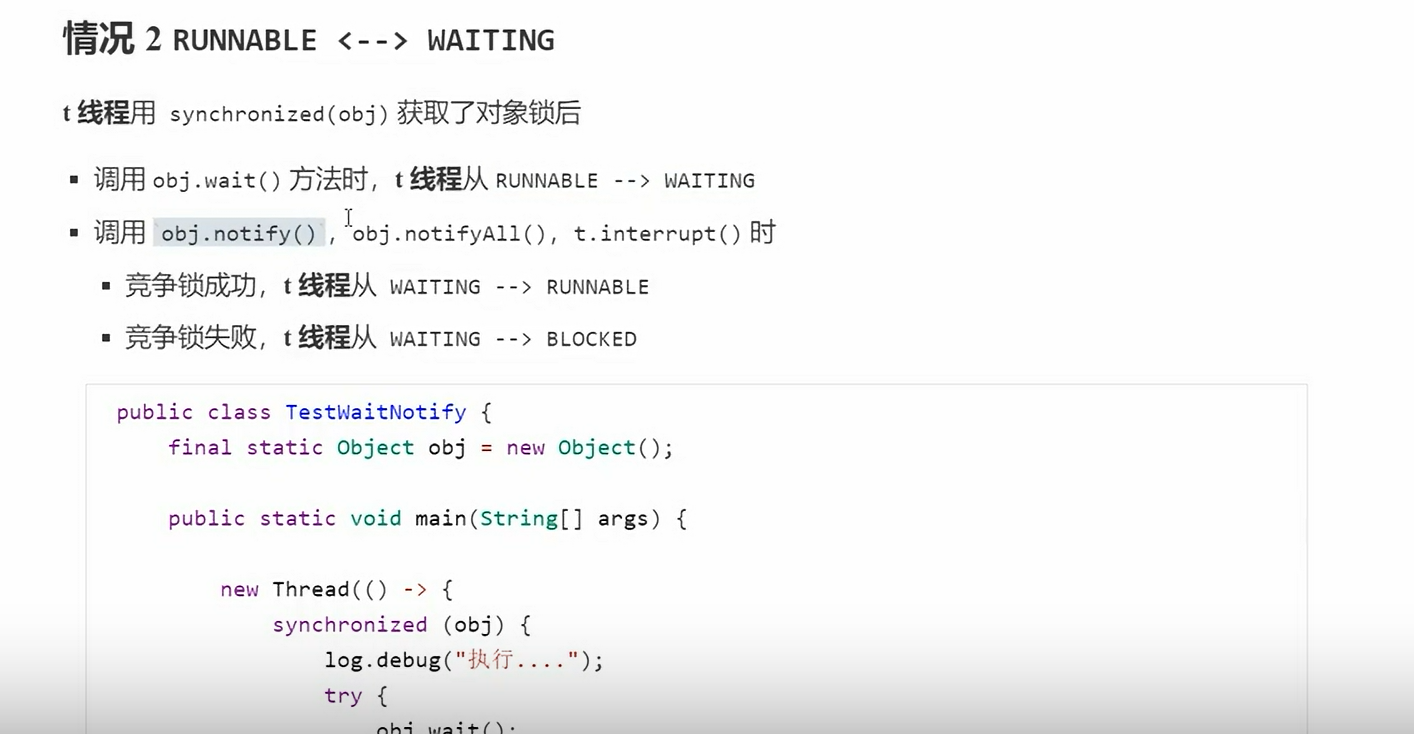 情况 2 RUNNABLE <--> WAITING
t 线程用 synchronized(obj) 获取了对象锁后
▪ 调用 obj.wait() 方法时，t 线程从 RUNNABLE --> WAITING
▪ 调用 `obj.notify()`, obj.notifyAll(), t.interrupt() 时
▪ 竞争锁成功，t 线程从 WAITING --> RUNNABLE
▪ 竞争锁失败，t 线程从 WAITING --> BLOCKED
public class TestWaitNotify {
final static Object obj = new Object();
public static void main(String[] args) {
new Thread(() -> {
synchronized (obj) {
log.debug("执行....");
try {
obj.wait();